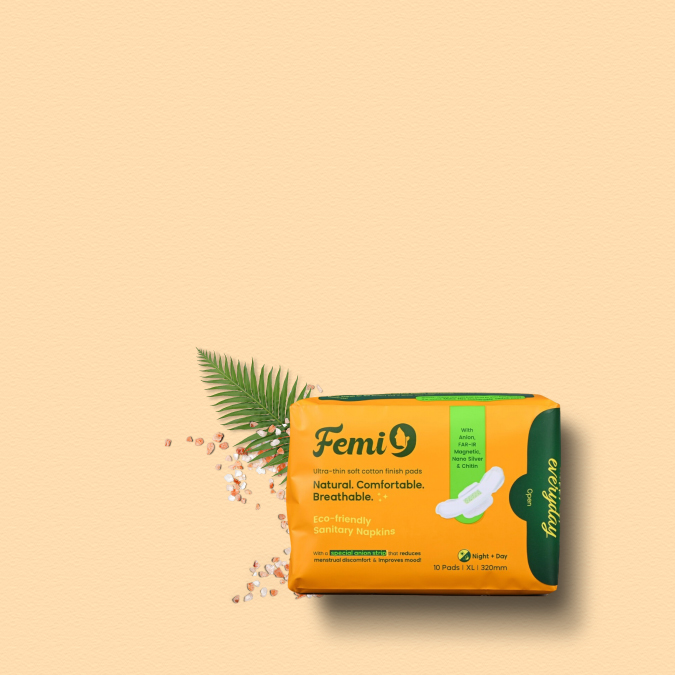 Femi9
Ultra-thin soft cotton finish pads
Natural. Comfortable.
Breathable.
Eco-friendly
Sanitary Napkins
With a special anion strip that reduces
menstrual discomfort & improves mood!
With
Anion,
FAR-IR
Magnetic,
Nano Silver
& Chitin
Night + Day
10 Pads | XL | 320mm
Open
everyday